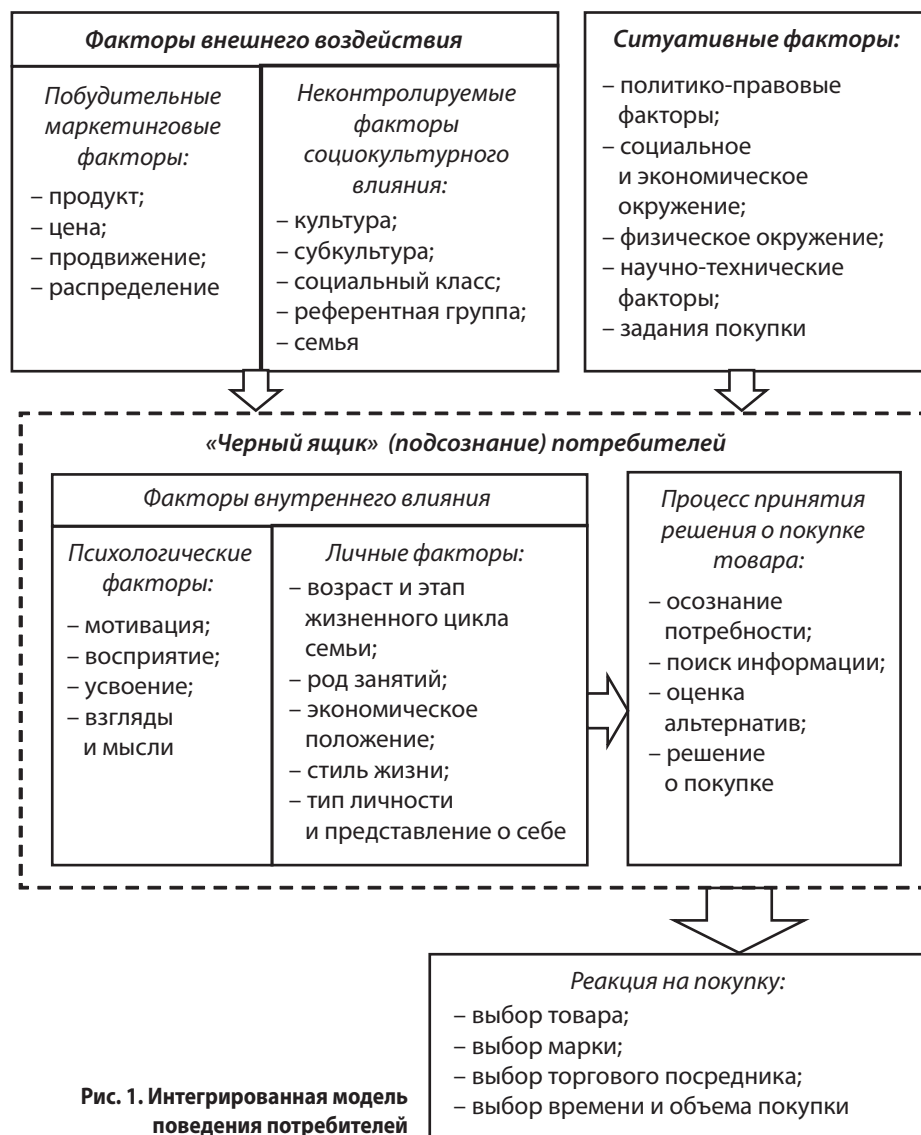 Факторы внешнего воздействия
Побудительные
маркетинговые
факторы:
– продукт;
– цена;
– продвижение;
– распределение
Неконтролируемые
факторы
социокультурного
влияния:
– культура;
– субкультура;
– социальный класс;
– референтная группа;
– семья
Ситуативные факторы:
– политико-правовые
факторы;
– социальное
и экономическое
окружение;
– физическое окружение;
– научно-технические
факторы;
– задания покупки
«Черный ящик» (подсознание) потребителей
Факторы внутреннего влияния
Психологические
факторы:
– мотивация;
– восприятие;
– усвоение;
– взгляды
и мысли
Личные факторы:
– возраст и этап
жизненного цикла
семьи;
– род занятий;
– экономическое
положение;
– стиль жизни;
– тип личности
и представление о себе
Процесс принятия
решения о покупке
товара:
– осознание
потребности;
– поиск информации;
– оценка
альтернатив;
– решение
о покупке
Реакция на покупку:
– выбор товара;
– выбор марки;
– выбор торгового посредника;
– выбор времени и объема покупки
Рис. 1. Интегрированная модель
поведения потребителей